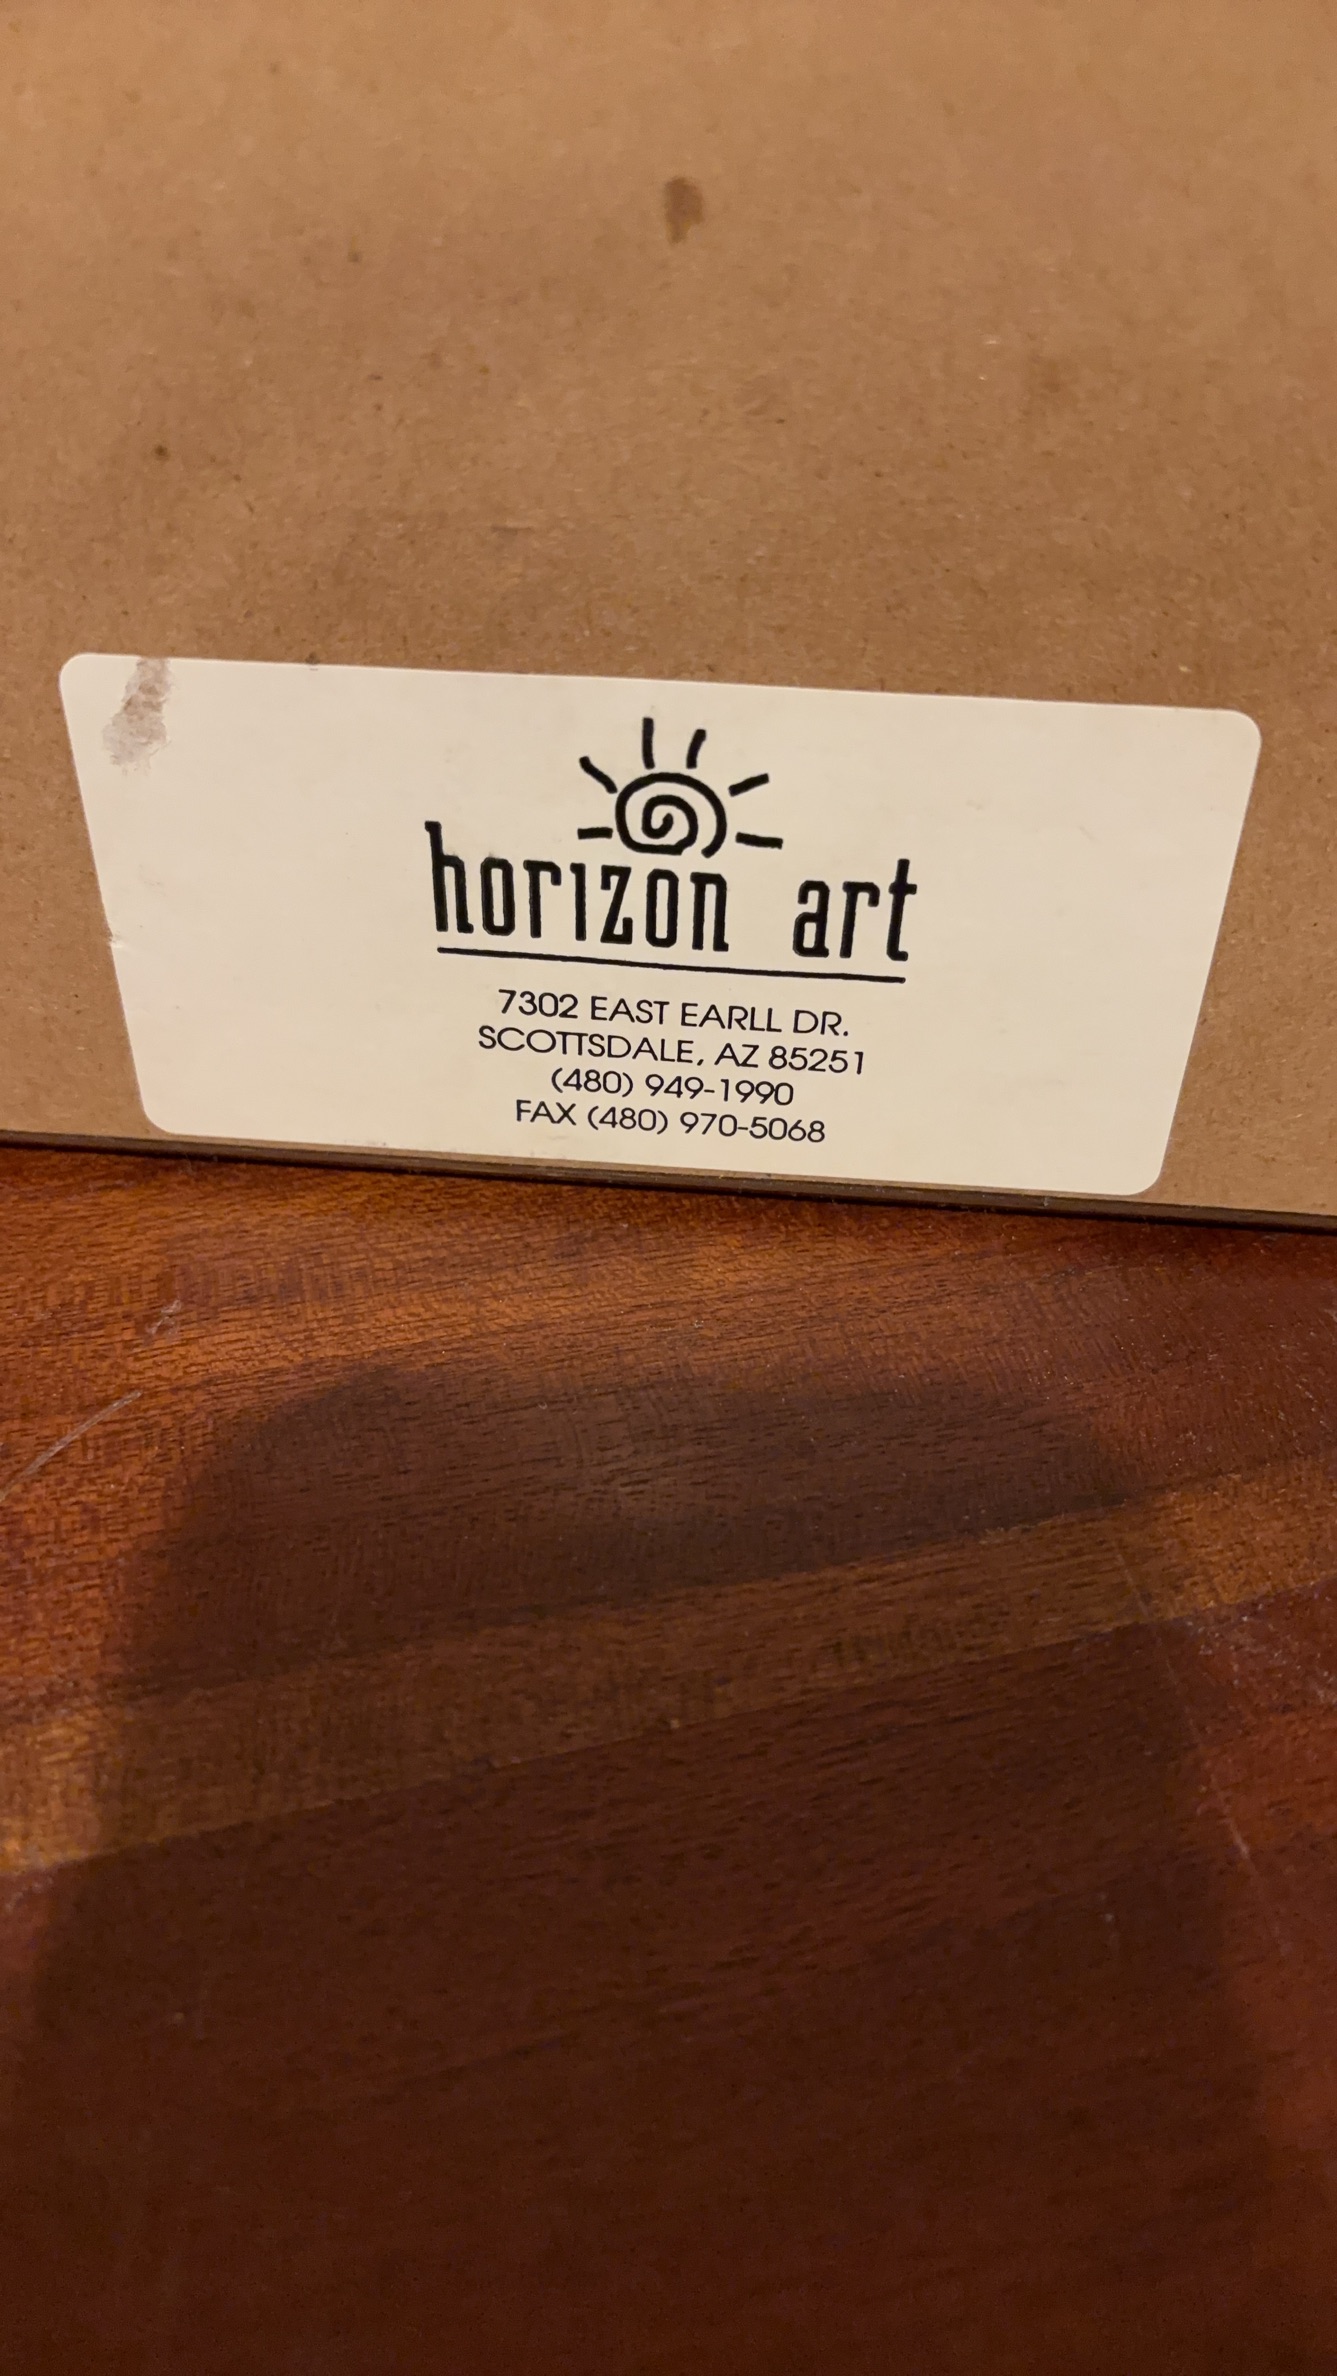 horizon art
7302 EAST EARLL DR.
SCOTTSDALE, AZ 85251
(480) 949-1990
FAX (480) 970-5068